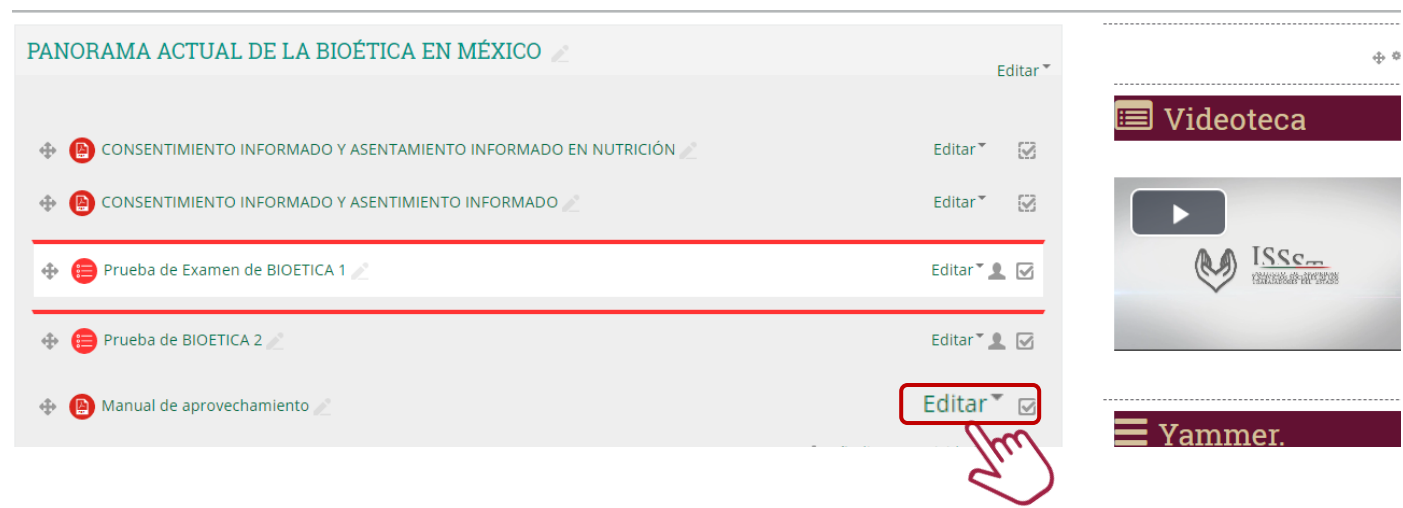 PANORAMA ACTUAL DE LA BIOÉTICA EN MÉXICO
Editar
CONSENTIMIENTO INFORMADO Y ASENTAMIENTO INFORMADO EN NUTRICIÓN Editar
CONSENTIMIENTO INFORMADO Y ASENTIMIENTO INFORMADO Editar
Prueba de Examen de BIOETICA 1 Editar
Prueba de BIOETICA 2 Editar
Manual de aprovechamiento Editar
Videoteca
Yammer.